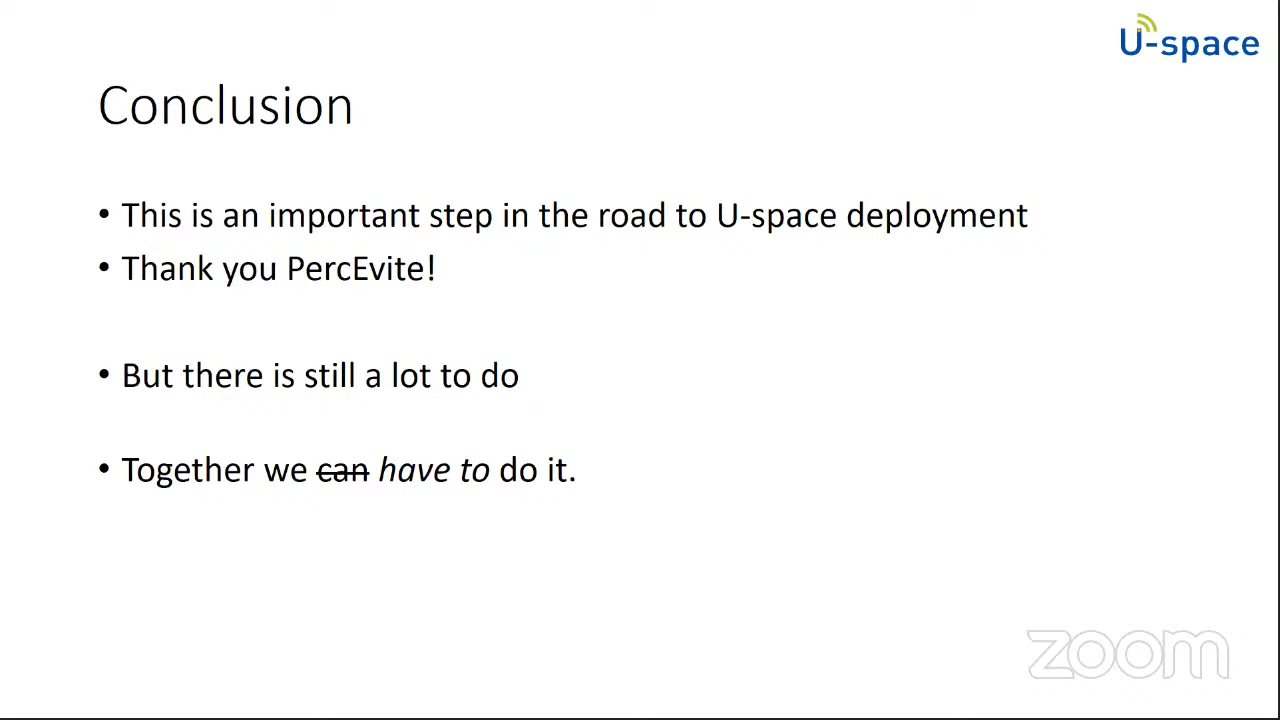 U-space
Conclusion
• This is an important step in the road to U-space deployment
• Thank you PercEvite!
• But there is still a lot to do
• Together we can have to do it.
zoom